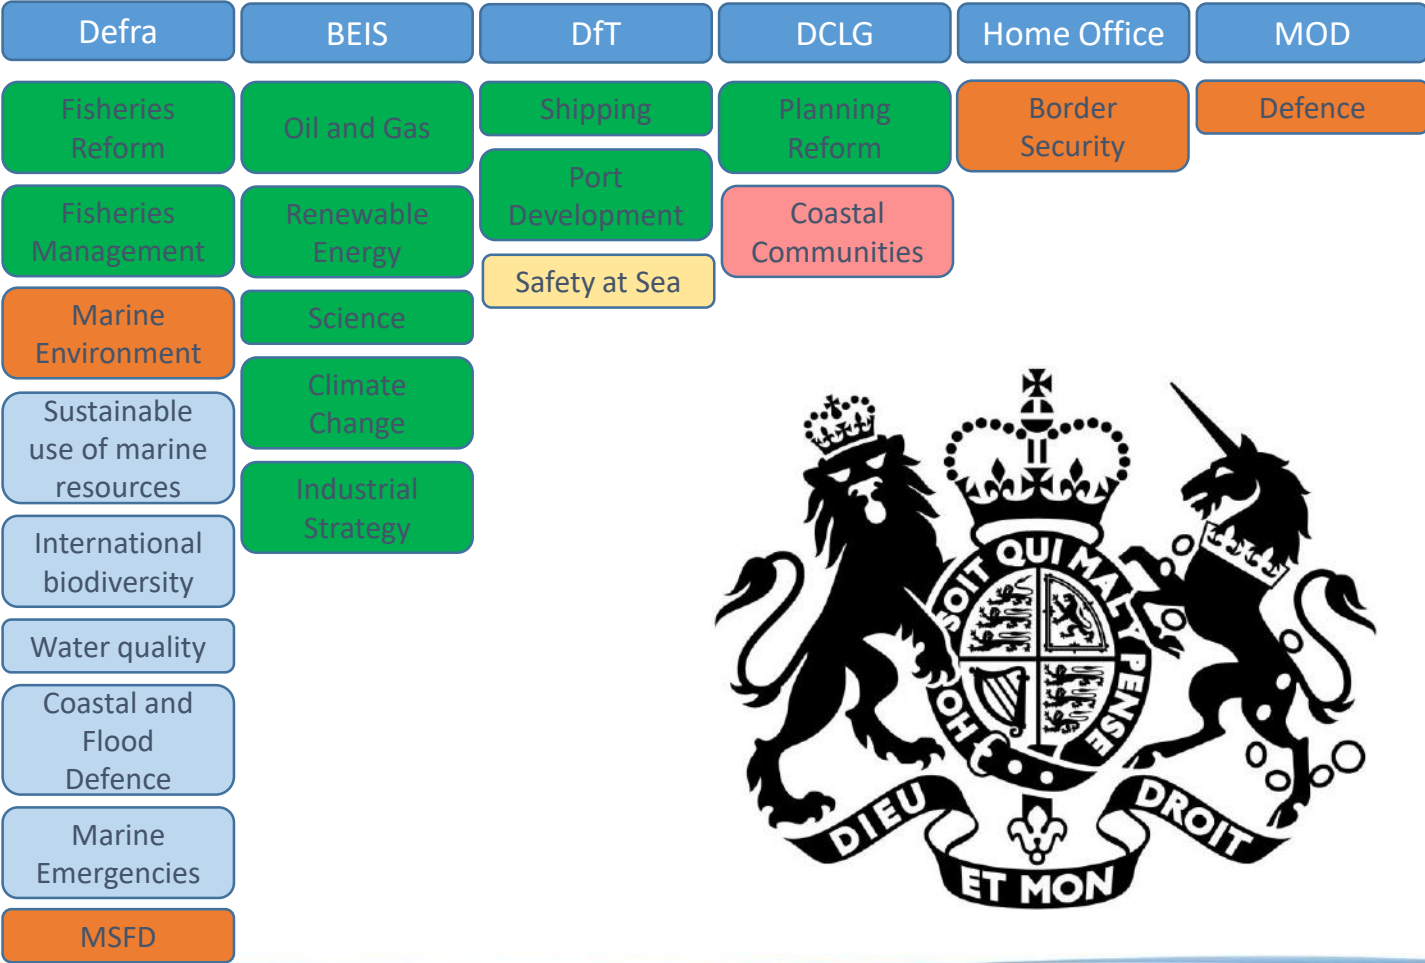 Defra
BEIS
DfT
DCLG
Home Office
MOD
Fisheries
Reform
Fisheries
Management
Marine
Environment
Sustainable
use of marine
resources
International
biodiversity
Water quality
Coastal and
Flood
Defence
Marine
Emergencies
MSFD
Oil and Gas
Renewable
Energy
Science
Climate
Change
Industrial
Strategy
Shipping
Port
Development
Safety at Sea
Planning
Reform
Coastal
Communities
Border
Security
Defence
HO
SOIT QUI MAL Y PENSE
DIEU
ET MON
DROIT